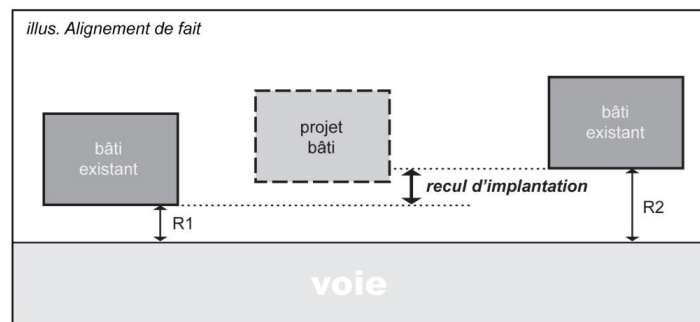 illus. Alignement de fait
bâti
existant
projet
bâti
bâti
existant
recul d'implantation
R1
R2
voie